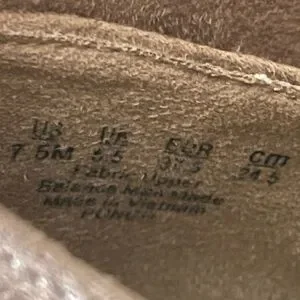 US UK EUR cm
7.5M 5.5 24.5
Fabric Upper
Balance Man Made
Made in Vietnam